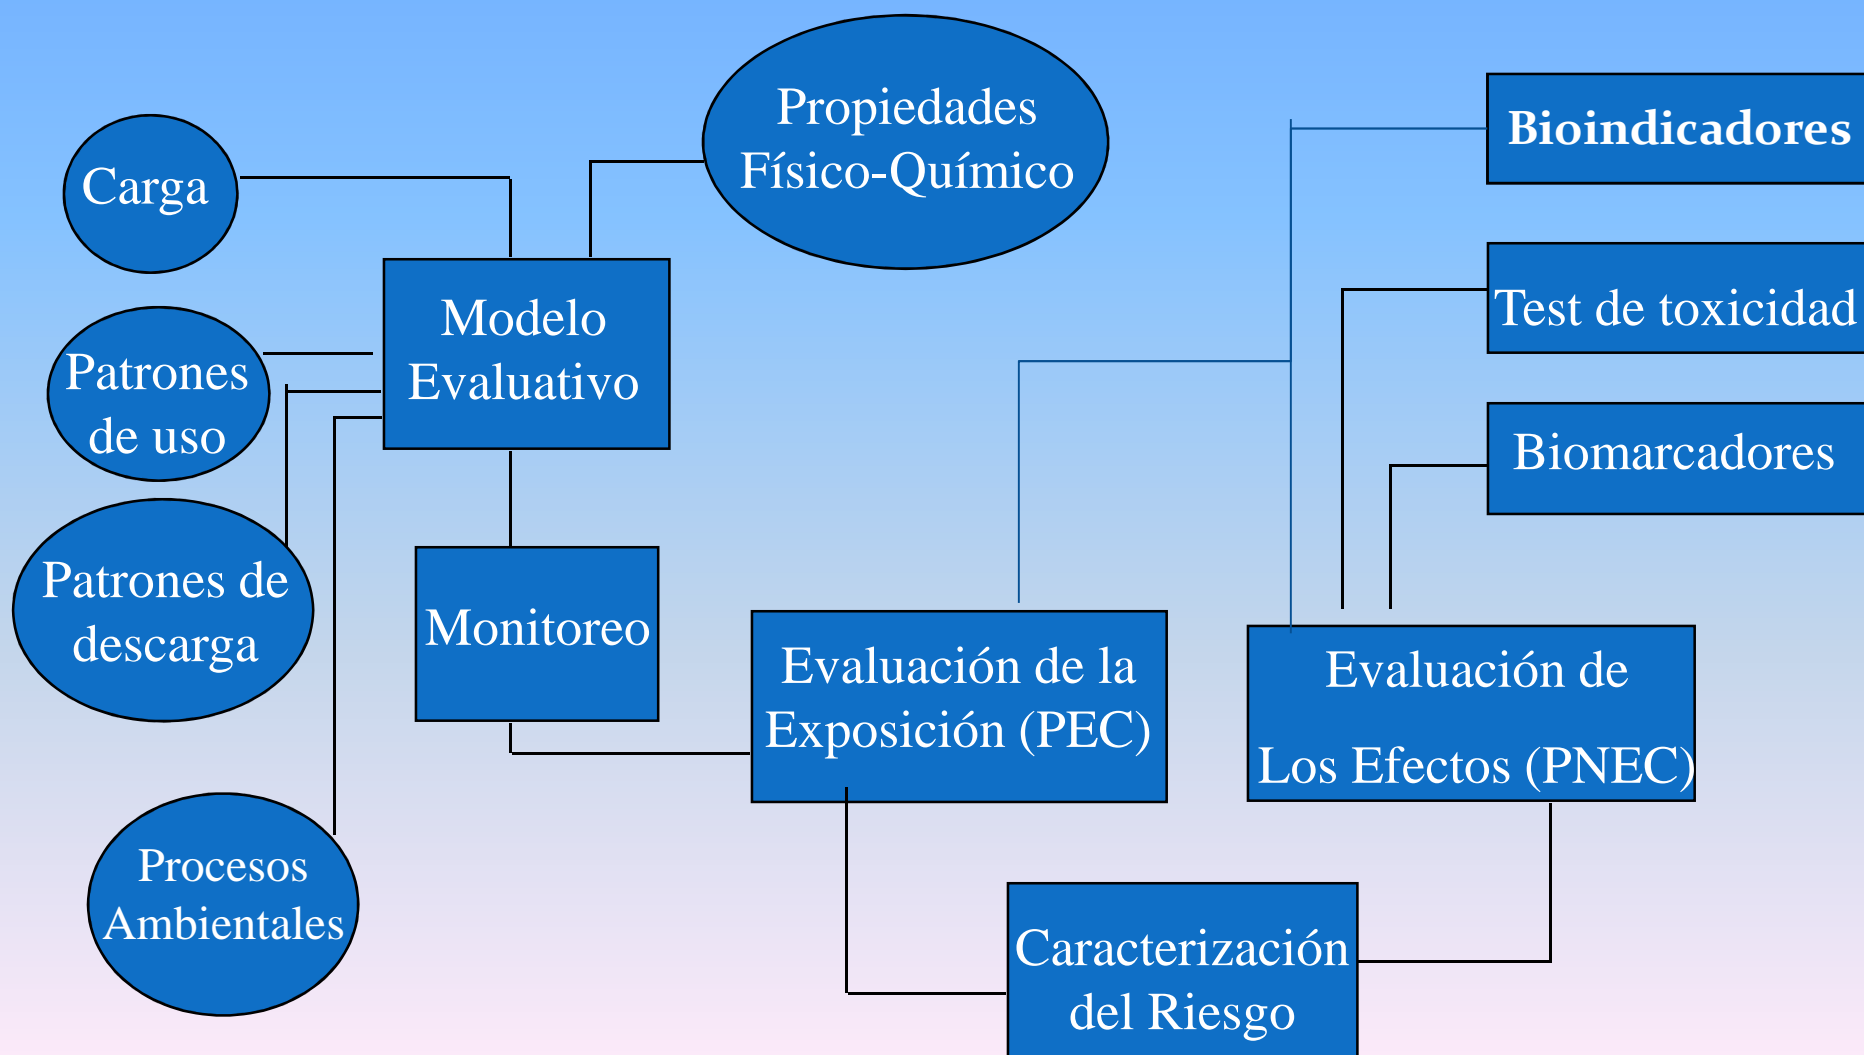 Propiedades
Físico-Químico
Bioindicadores
Carga
Modelo
Evaluativo
Test de toxicidad
Patrones
de uso
Biomarcadores
Patrones de
descarga
Monitoreo
Evaluación de la
Exposición (PEC)
Evaluación de
Los Efectos (PNEC)
Procesos
Ambientales
Caracterización
del Riesgo